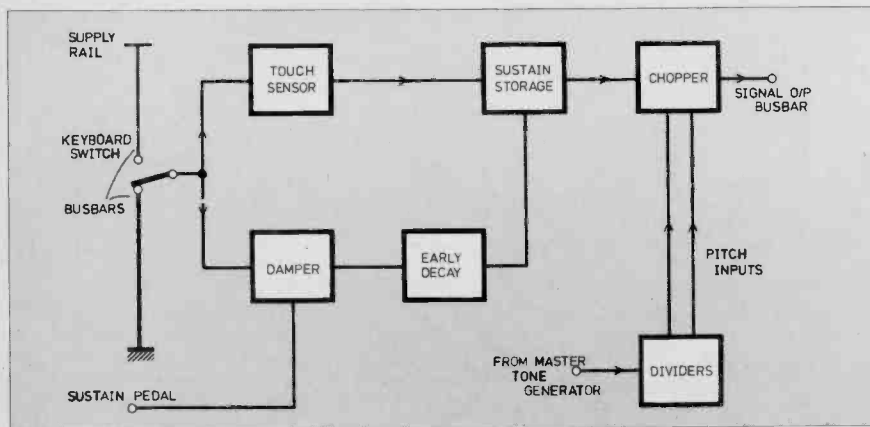 SUPPLY
RAIL
TOUCH
SENSOR
SUSTAIN
STORAGE
CHOPPER
SIGNAL O/P
BUSBAR
KEYBOARD
SWITCH
BUSBARS
DAMPER
EARLY
DECAY
PITCH
INPUTS
FROM MASTER
TONE
GENERATOR
DIVIDERS
SUSTAIN PEDAL